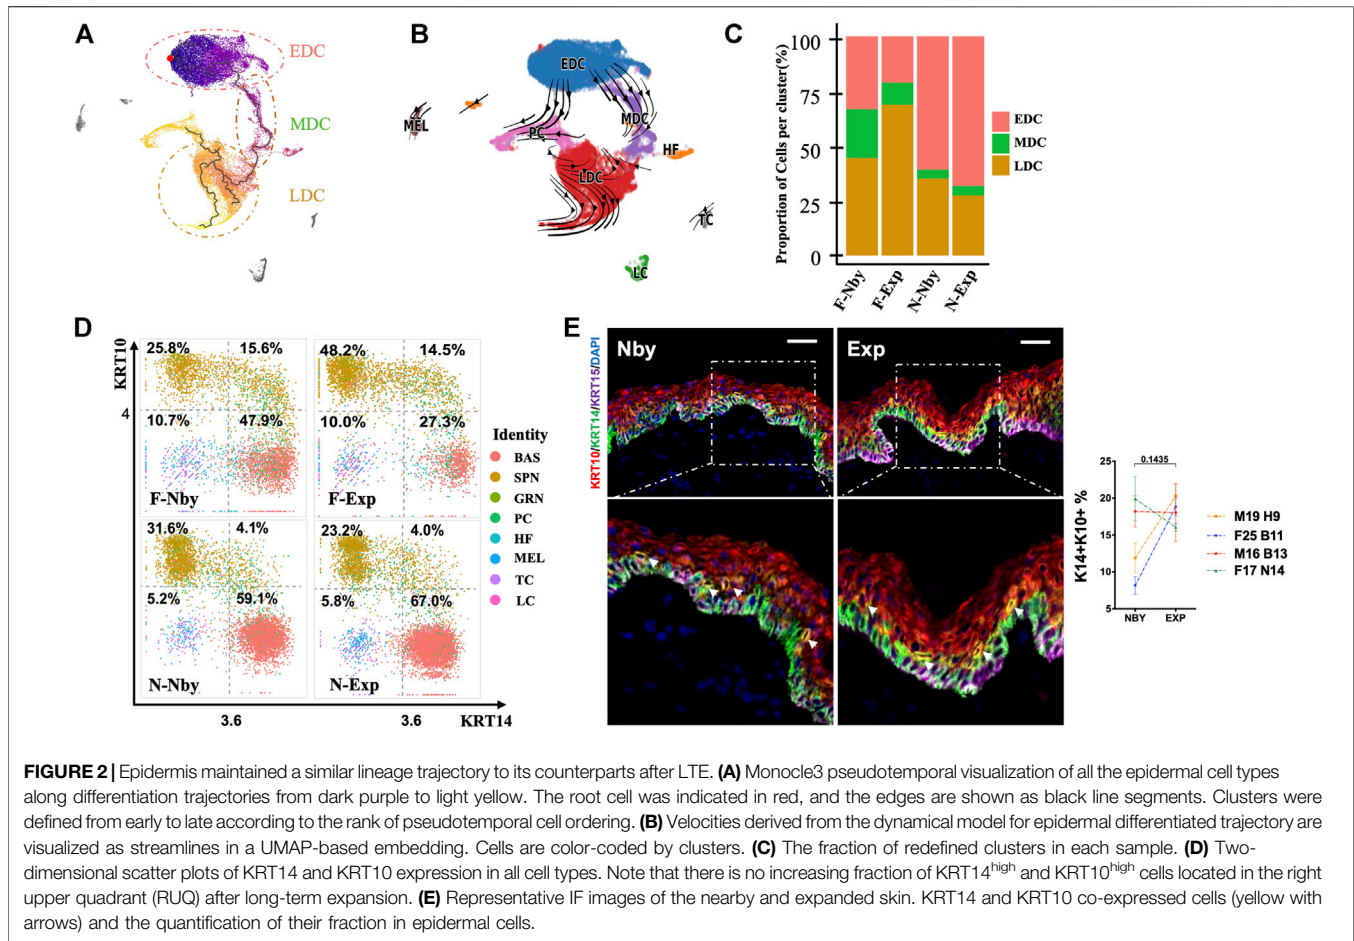 A
EDC
MDC
LDC
B
EDC
MEL
PC
MDC
HF
LDC
TC
LC
C
Proportion of Cells per cluster(%)
100
75
50
25
0
F-Nby
F-Exp
N-Nby
N-Exp
EDC
MDC
LDC
D
KRT10
4
25.8% 15.6%
10.7% 47.9%
F-Nby
48.2% 14.5%
10.0% 27.3%
F-Exp
31.6% 4.1%
5.2% 59.1%
N-Nby
23.2% 4.0%
5.8% 67.0%
N-Exp
3.6 3.6 KRT14
Identity
BAS
SPN
GRN
PC
HF
MEL
TC
LC
E
KRT10/KRT14/KRT15/DAPI
Nby
Exp
K14+K10+ %
25
20
15
10
5
0.1435
NBY EXP
M19 H9
F25 B11
M16 B13
F17 N14
FIGURE 2 | Epidermis maintained a similar lineage trajectory to its counterparts after LTE. (A) Monocle3 pseudotemporal visualization of all the epidermal cell types
along differentiation trajectories from dark purple to light yellow. The root cell was indicated in red, and the edges are shown as black line segments. Clusters were
defined from early to late according to the rank of pseudotemporal cell ordering. (B) Velocities derived from the dynamical model for epidermal differentiated trajectory are
visualized as streamlines in a UMAP-based embedding. Cells are color-coded by clusters. (C) The fraction of redefined clusters in each sample. (D) Two-
dimensional scatter plots of KRT14 and KRT10 expression in all cell types. Note that there is no increasing fraction of KRT14high and KRT10high cells located in the right
upper quadrant (RUQ) after long-term expansion. (E) Representative IF images of the nearby and expanded skin. KRT14 and KRT10 co-expressed cells (yellow with
arrows) and the quantification of their fraction in epidermal cells.